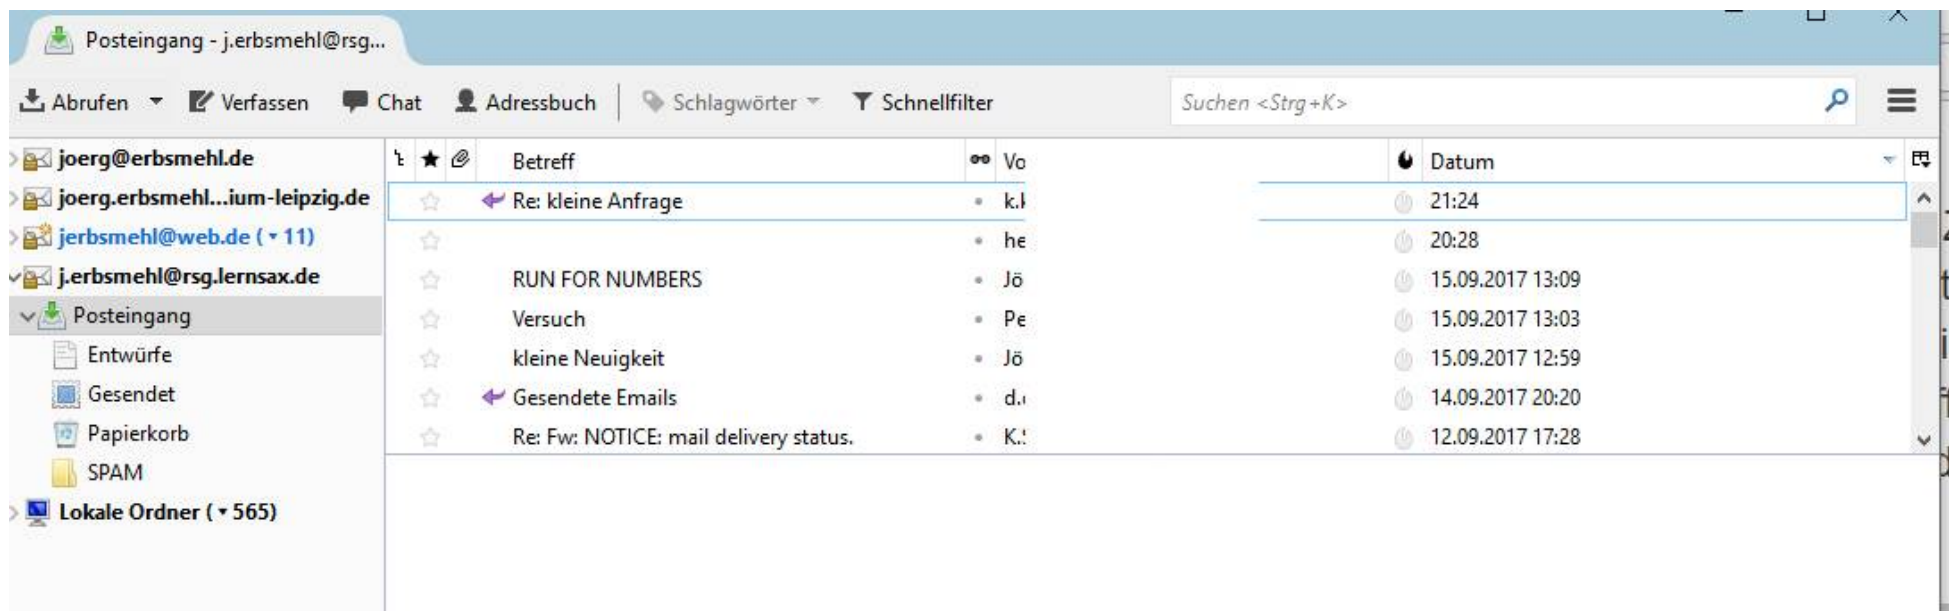 Posteingang - j.erbsmehl@rsg...
Abrufen Verfassen Chat Adressbuch Schlagwörter Schnellfilter Suchen <Strg+K>
joerg@erbsmehl.de
joerg.erbsmehl...ium-leipzig.de
jerbsmehl@web.de ( 11)
j.erbsmehl@rsg.lernsax.de
Posteingang
Entwürfe
Gesendet
Papierkorb
SPAM
Lokale Ordner ( 565)
Betreff Vo Datum
Re: kleine Anfrage k. 21:24
he 20:28
RUN FOR NUMBERS Jö 15.09.2017 13:09
Versuch Pe 15.09.2017 13:03
kleine Neuigkeit Jö 15.09.2017 12:59
Gesendete Emails d. 14.09.2017 20:20
Re: Fw: NOTICE: mail delivery status. K. 12.09.2017 17:28